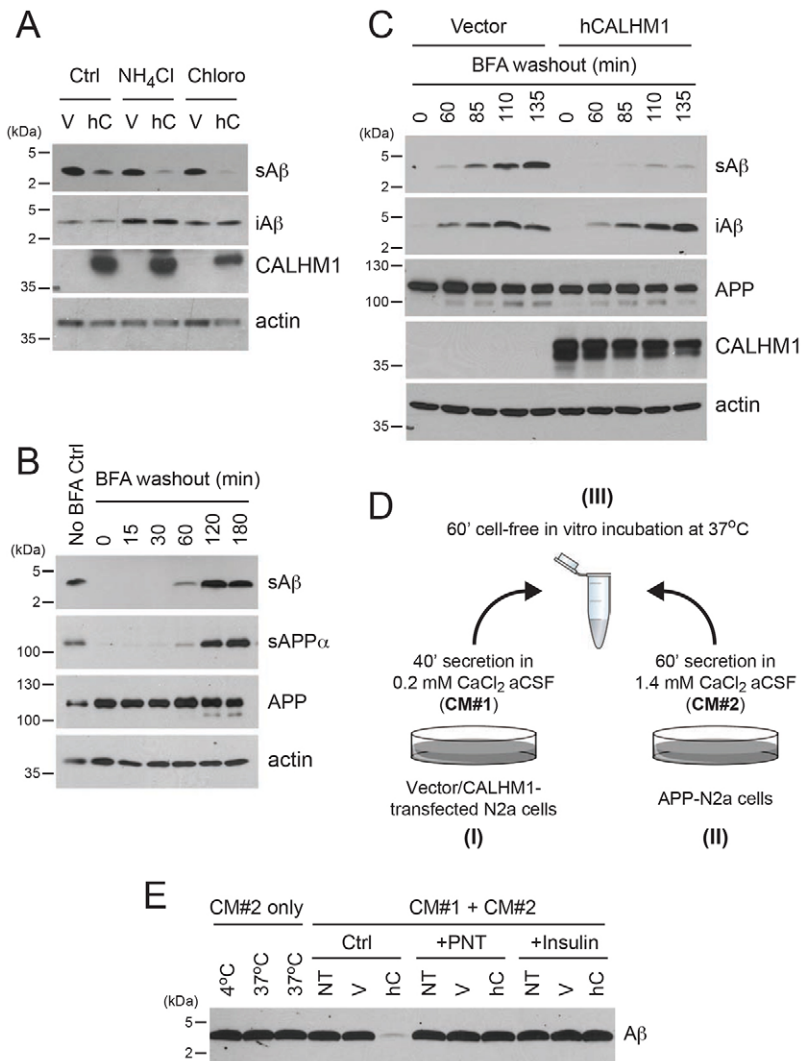 A
Ctrl NH4Cl Chloro
V hC V hC V hC
(kDa)
5
2
sAβ
5
2
iAβ
35
CALHM1
35
actin
B
No BFA Ctrl
BFA washout (min)
0 15 30 60 120 180
(kDa)
5
2
sAβ
100
sAPPα
130
100
APP
35
actin
C
Vector hCALHM1
BFA washout (min)
0 60 85 110 135 0 60 85 110 135
(kDa)
5
2
sAβ
5
2
iAβ
130
100
APP
35
CALHM1
35
actin
D
(III)
60' cell-free in vitro incubation at 37ºC
40' secretion in
0.2 mM CaCl2 aCSF
(CM#1)
Vector/CALHM1-
transfected N2a cells
(I)
60' secretion in
1.4 mM CaCl2 aCSF
(CM#2)
APP-N2a cells
(II)
E
CM#2 only CM#1 + CM#2
Ctrl +PNT +Insulin
4ºC 37ºC 37ºC NT V hC NT V hC NT V hC
(kDa)
5
2
Aβ